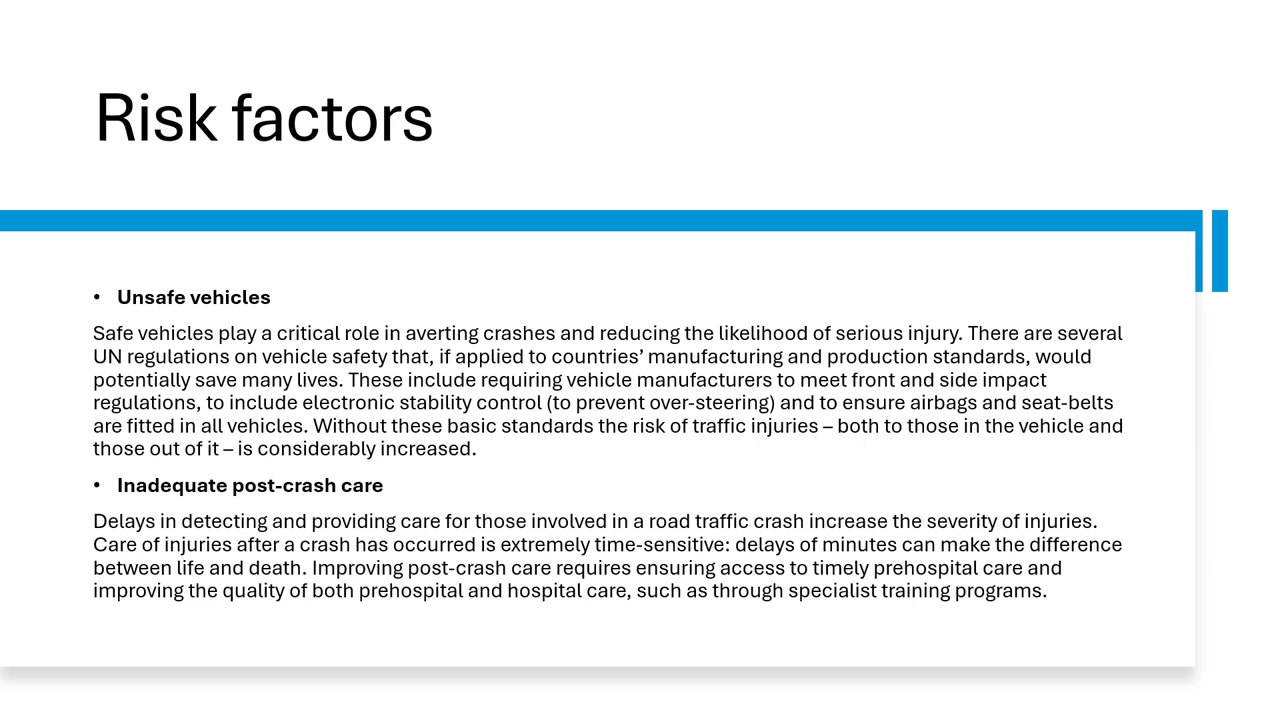 Risk factors
• Unsafe vehicles
Safe vehicles play a critical role in averting crashes and reducing the likelihood of serious injury. There are several
UN regulations on vehicle safety that, if applied to countries’ manufacturing and production standards, would
potentially save many lives. These include requiring vehicle manufacturers to meet front and side impact
regulations, to include electronic stability control (to prevent over-steering) and to ensure airbags and seat-belts
are fitted in all vehicles. Without these basic standards the risk of traffic injuries – both to those in the vehicle and
those out of it – is considerably increased.
• Inadequate post-crash care
Delays in detecting and providing care for those involved in a road traffic crash increase the severity of injuries.
Care of injuries after a crash has occurred is extremely time-sensitive: delays of minutes can make the difference
between life and death. Improving post-crash care requires ensuring access to timely prehospital care and
improving the quality of both prehospital and hospital care, such as through specialist training programs.